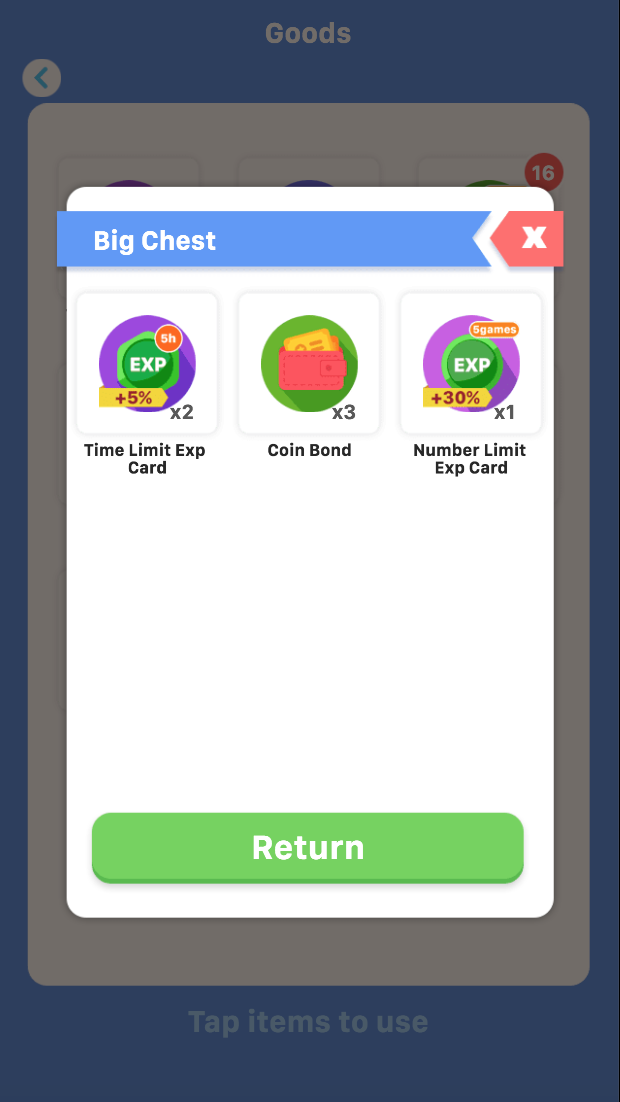 Goods
16
Big Chest
X
5h
EXP
+5%
x2
x3
5games
EXP
+30%
x1
Time Limit Exp
Card
Coin Bond
Number Limit
Exp Card
Return
Tap items to use